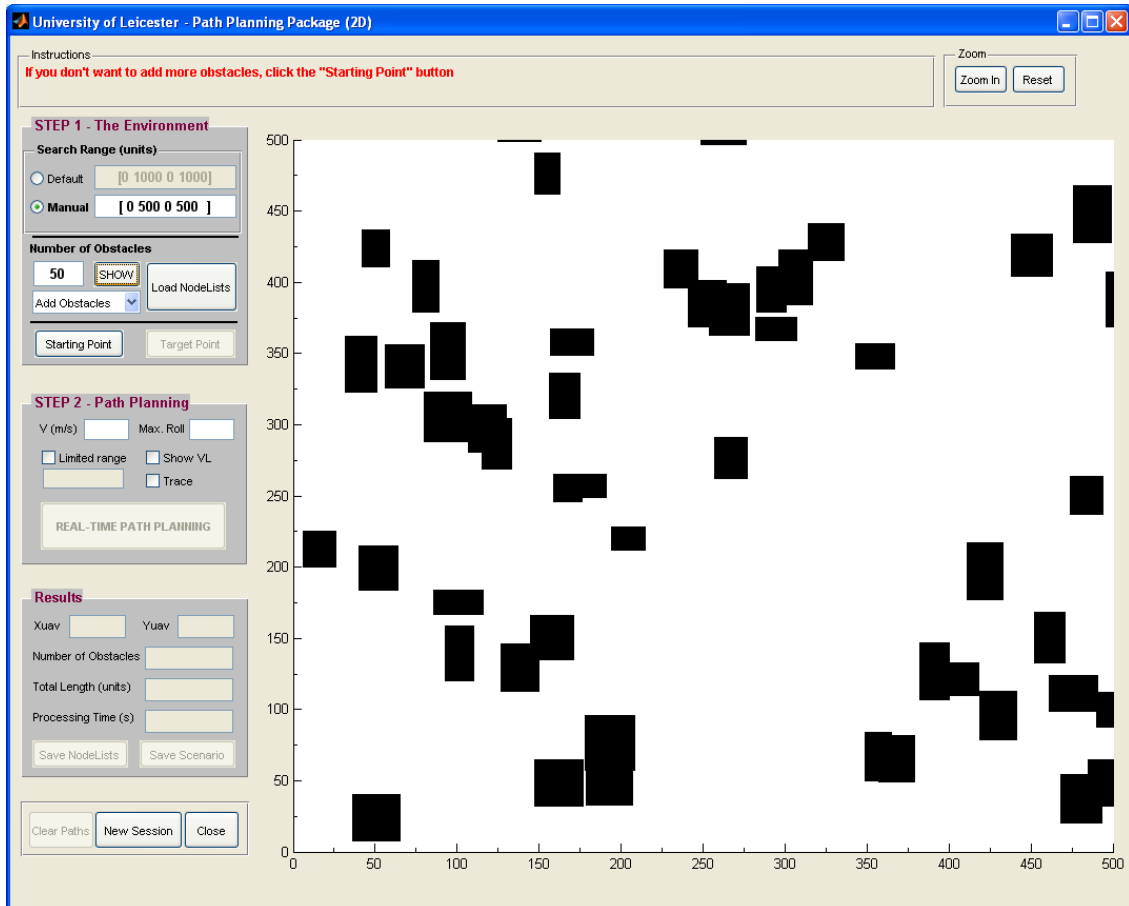 University of Leicester - Path Planning Package (2D)
Instructions
If you don't want to add more obstacles, click the "Starting Point" button
Zoom
Zoom In
Reset
STEP 1 - The Environment
Search Range (units)
Default
[0 1000 0 1000]
Manual
[ 0 500 0 500 ]
Number of Obstacles
50
SHOW
Load NodeLists
Add Obstacles
Starting Point
Target Point
STEP 2 - Path Planning
V (m/s)
Max. Roll
Limited range
Show VL
Trace
REAL-TIME PATH PLANNING
Results
Xuav
Yuav
Number of Obstacles
Total Length (units)
Processing Time (s)
Save NodeLists
Save Scenario
Clear Paths
New Session
Close
500
450
400
350
300
250
200
150
100
50
0
0 50 100 150 200 250 300 350 400 450 500